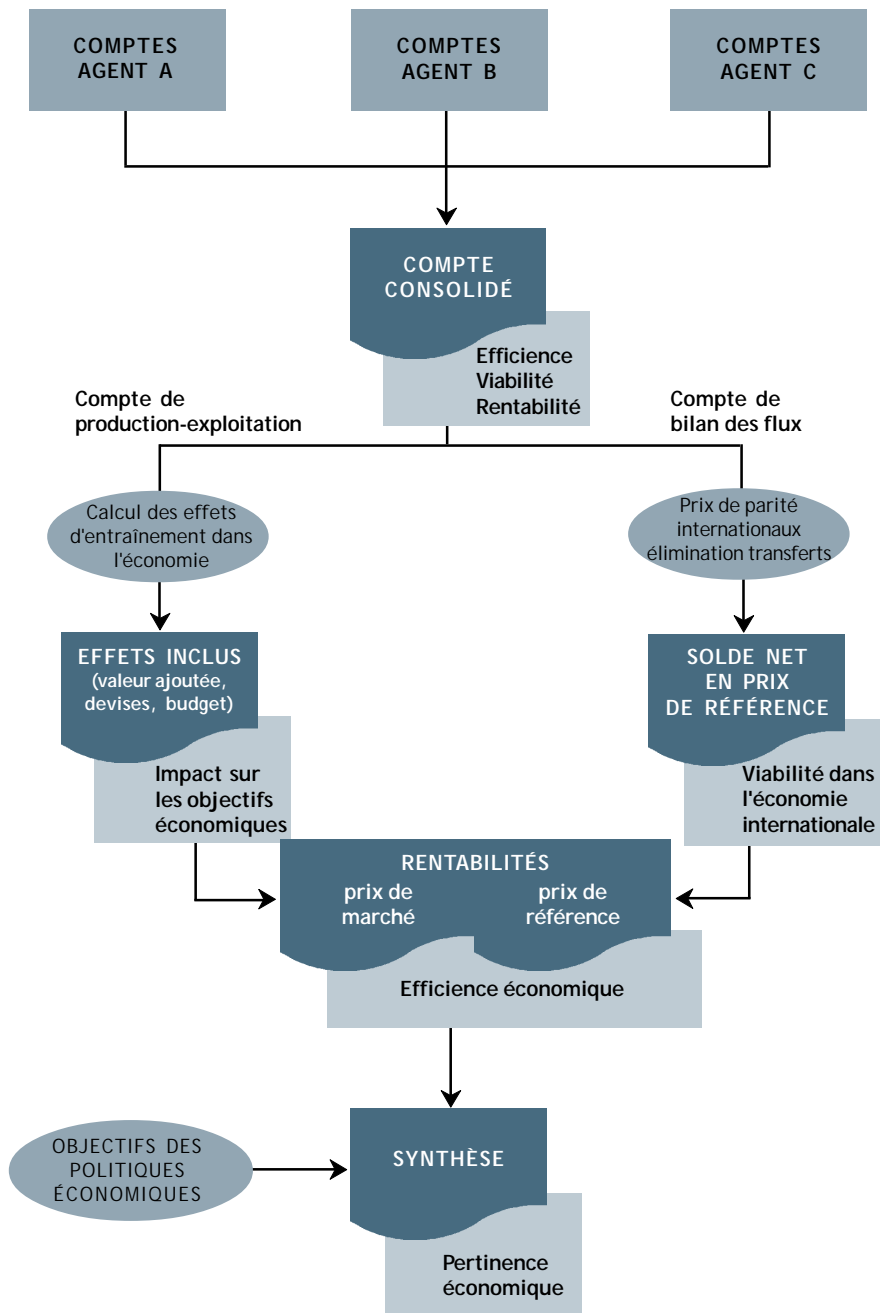 COMPTES
AGENT A
COMPTES
AGENT B
COMPTES
AGENT C
COMPTE
CONSOLIDÉ
Efficience
Viabilité
Rentabilité
Compte de
production-exploitation
Compte de
bilan des flux
Calcul des effets
d'entraînement dans
l'économie
Prix de parité
internationaux
élimination transferts
EFFETS INCLUS
(valeur ajoutée,
devises, budget)
SOLDE NET
EN PRIX
DE RÉFÉRENCE
Impact sur
les objectifs
économiques
Viabilité dans
l'économie
internationale
RENTABILITÉS
prix de
marché
prix de
référence
Efficience économique
OBJECTIFS DES
POLITIQUES
ÉCONOMIQUES
SYNTHÈSE
Pertinence
économique